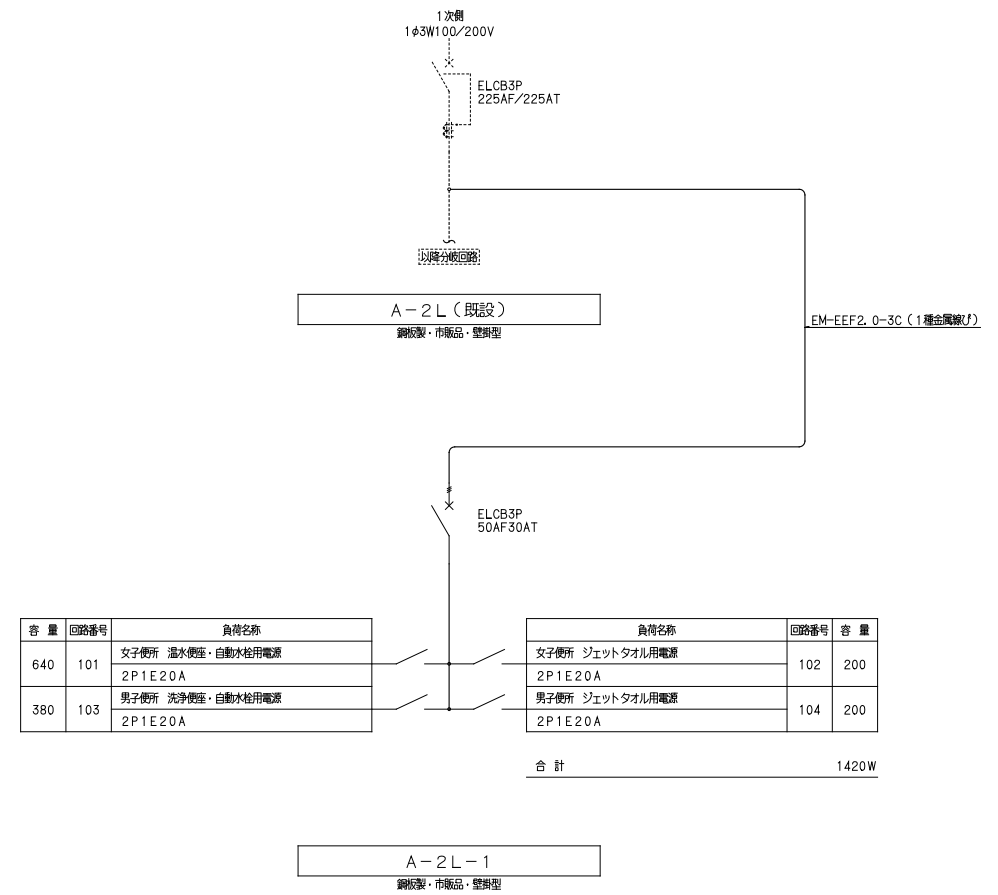 1次側
1φ3W100/200V
ELCB3P
225AF/225AT
以降分岐回路
A-2L(既設)
鋼板製・市販品・壁掛型
EM-EEF2.0-3C(1種金属線ぴ)
ELCB3P
50AF30AT
容 量 回路番号 負荷名称
640 101 女子便所 温水便座・自動水栓用電源
2P1E20A
380 103 男子便所 洗浄便座・自動水栓用電源
2P1E20A
負荷名称 回路番号 容 量
女子便所 ジェットタオル用電源 102 200
2P1E20A
男子便所 ジェットタオル用電源 104 200
2P1E20A
合 計 1420W
A-2L-1
鋼板製・市販品・壁掛型